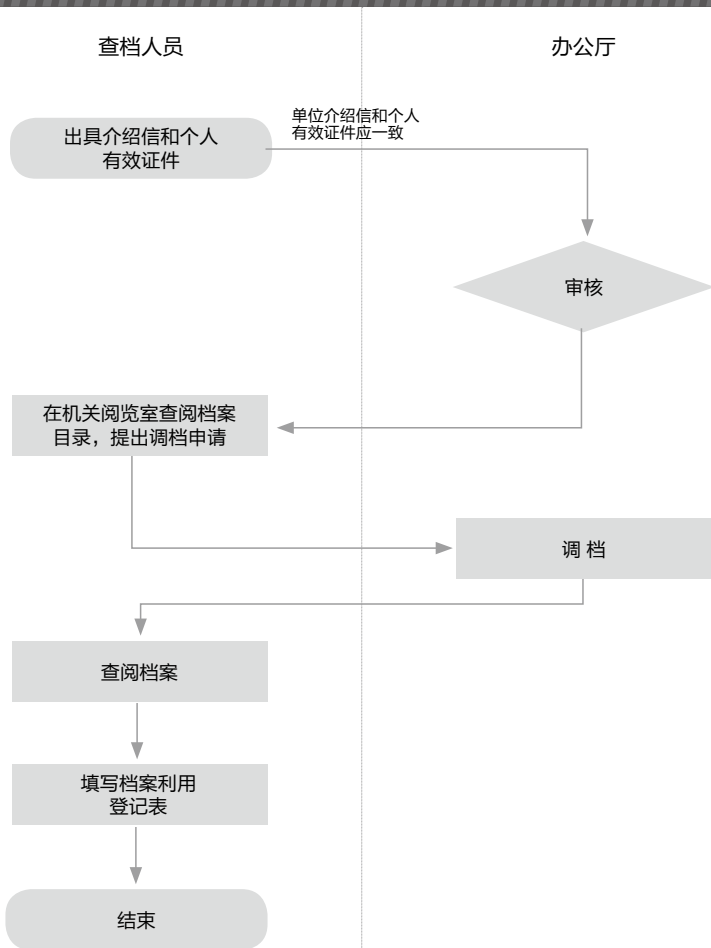 查档人员
办公厅
单位介绍信和个人
有效证件应一致
出具介绍信和个人
有效证件
审核
在机关阅览室查阅档案
目录，提出调档申请
调 档
查阅档案
填写档案利用
登记表
结束